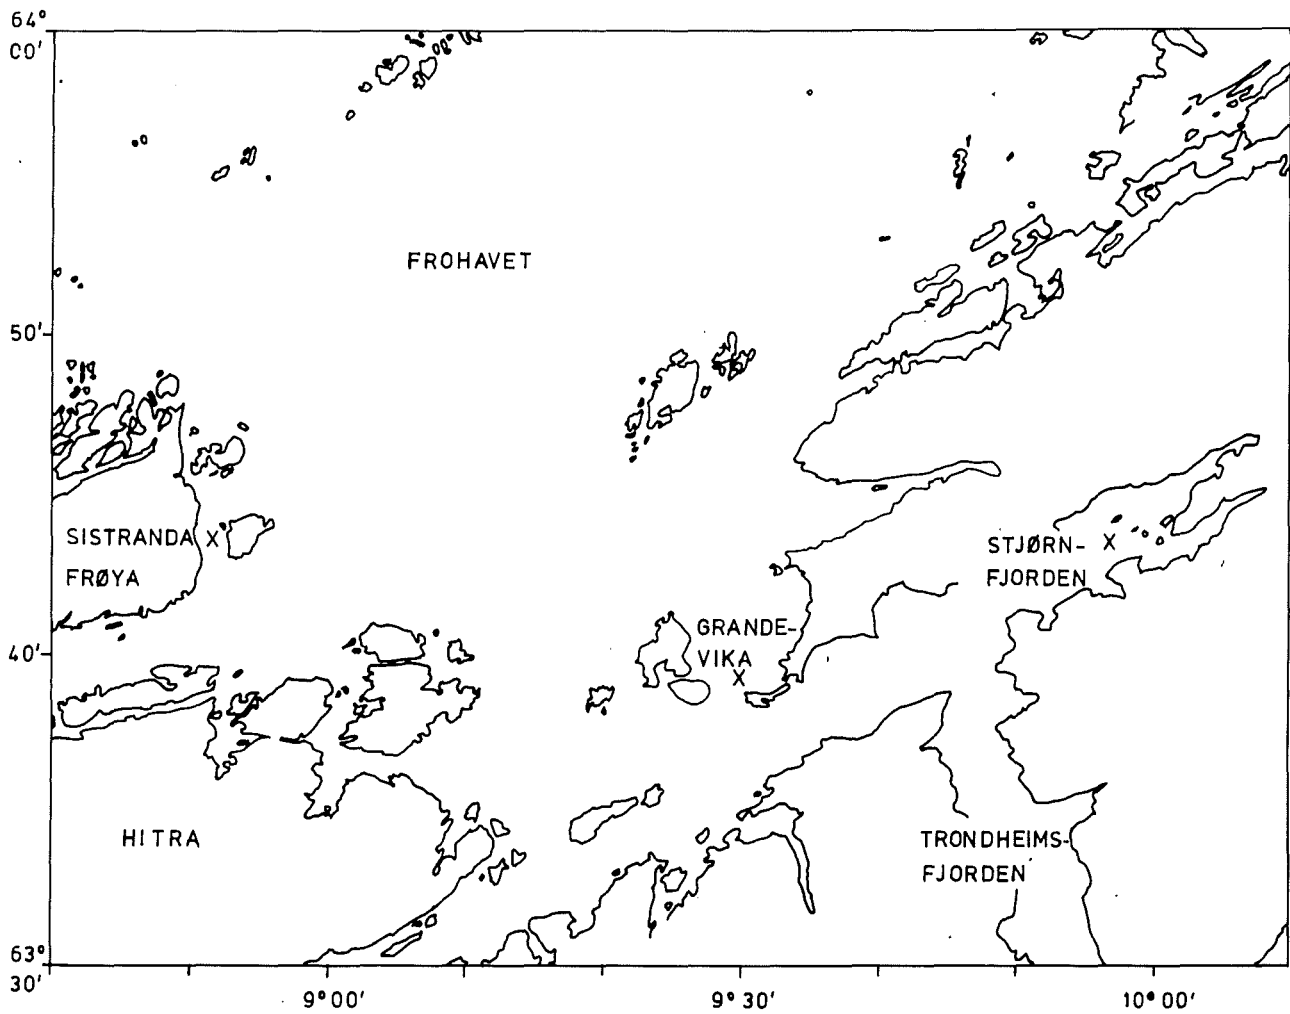 64°
00'
FROHAVET
50'
SISTRANDA X
FRØYA
STJØRN- X
FJORDEN
GRANDE-
40'
VIKA X
HITRA
TRONDHEIMS-
FJORDEN
63°
30'
9°00'
9°30'
10°00'